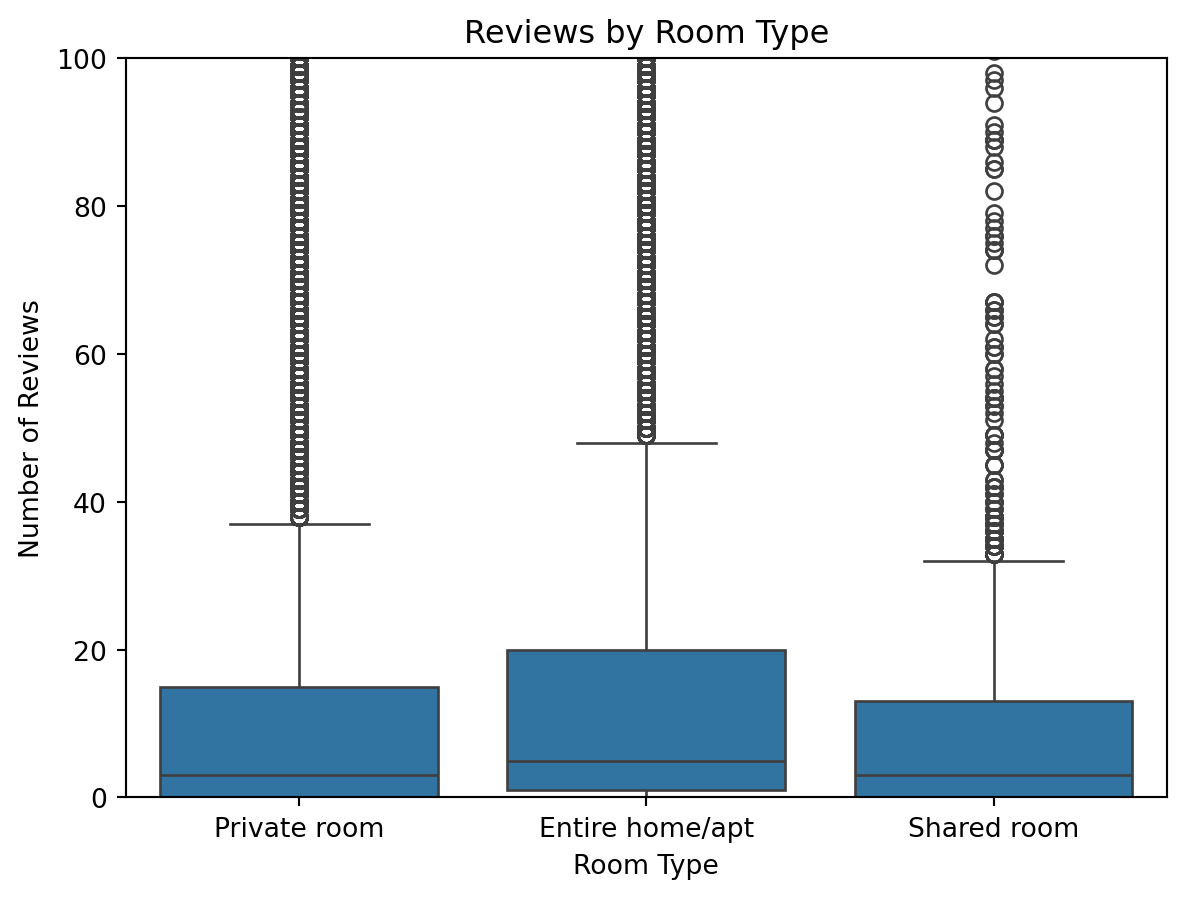 Reviews by Room Type
100
80
60
40
20
0
Number of Reviews
Private room
Entire home/apt
Shared room
Room Type